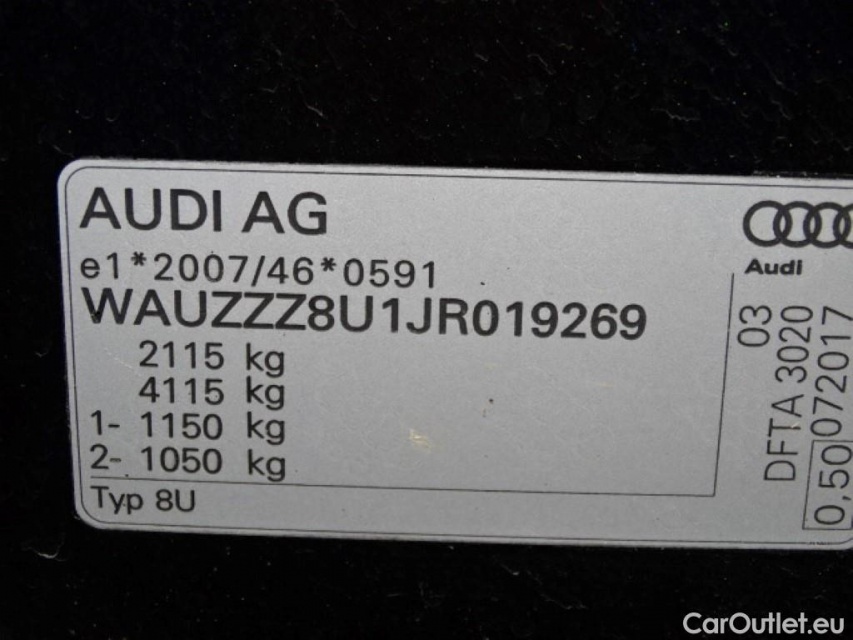 AUDI AG
e1*2007/46*0591
WAUZZZ8U1JR019269
2115 kg
4115 kg
1- 1150 kg
2- 1050 kg
Typ 8U
Audi
03
DFTA 3020
0,50 072017
CarOutlet.eu